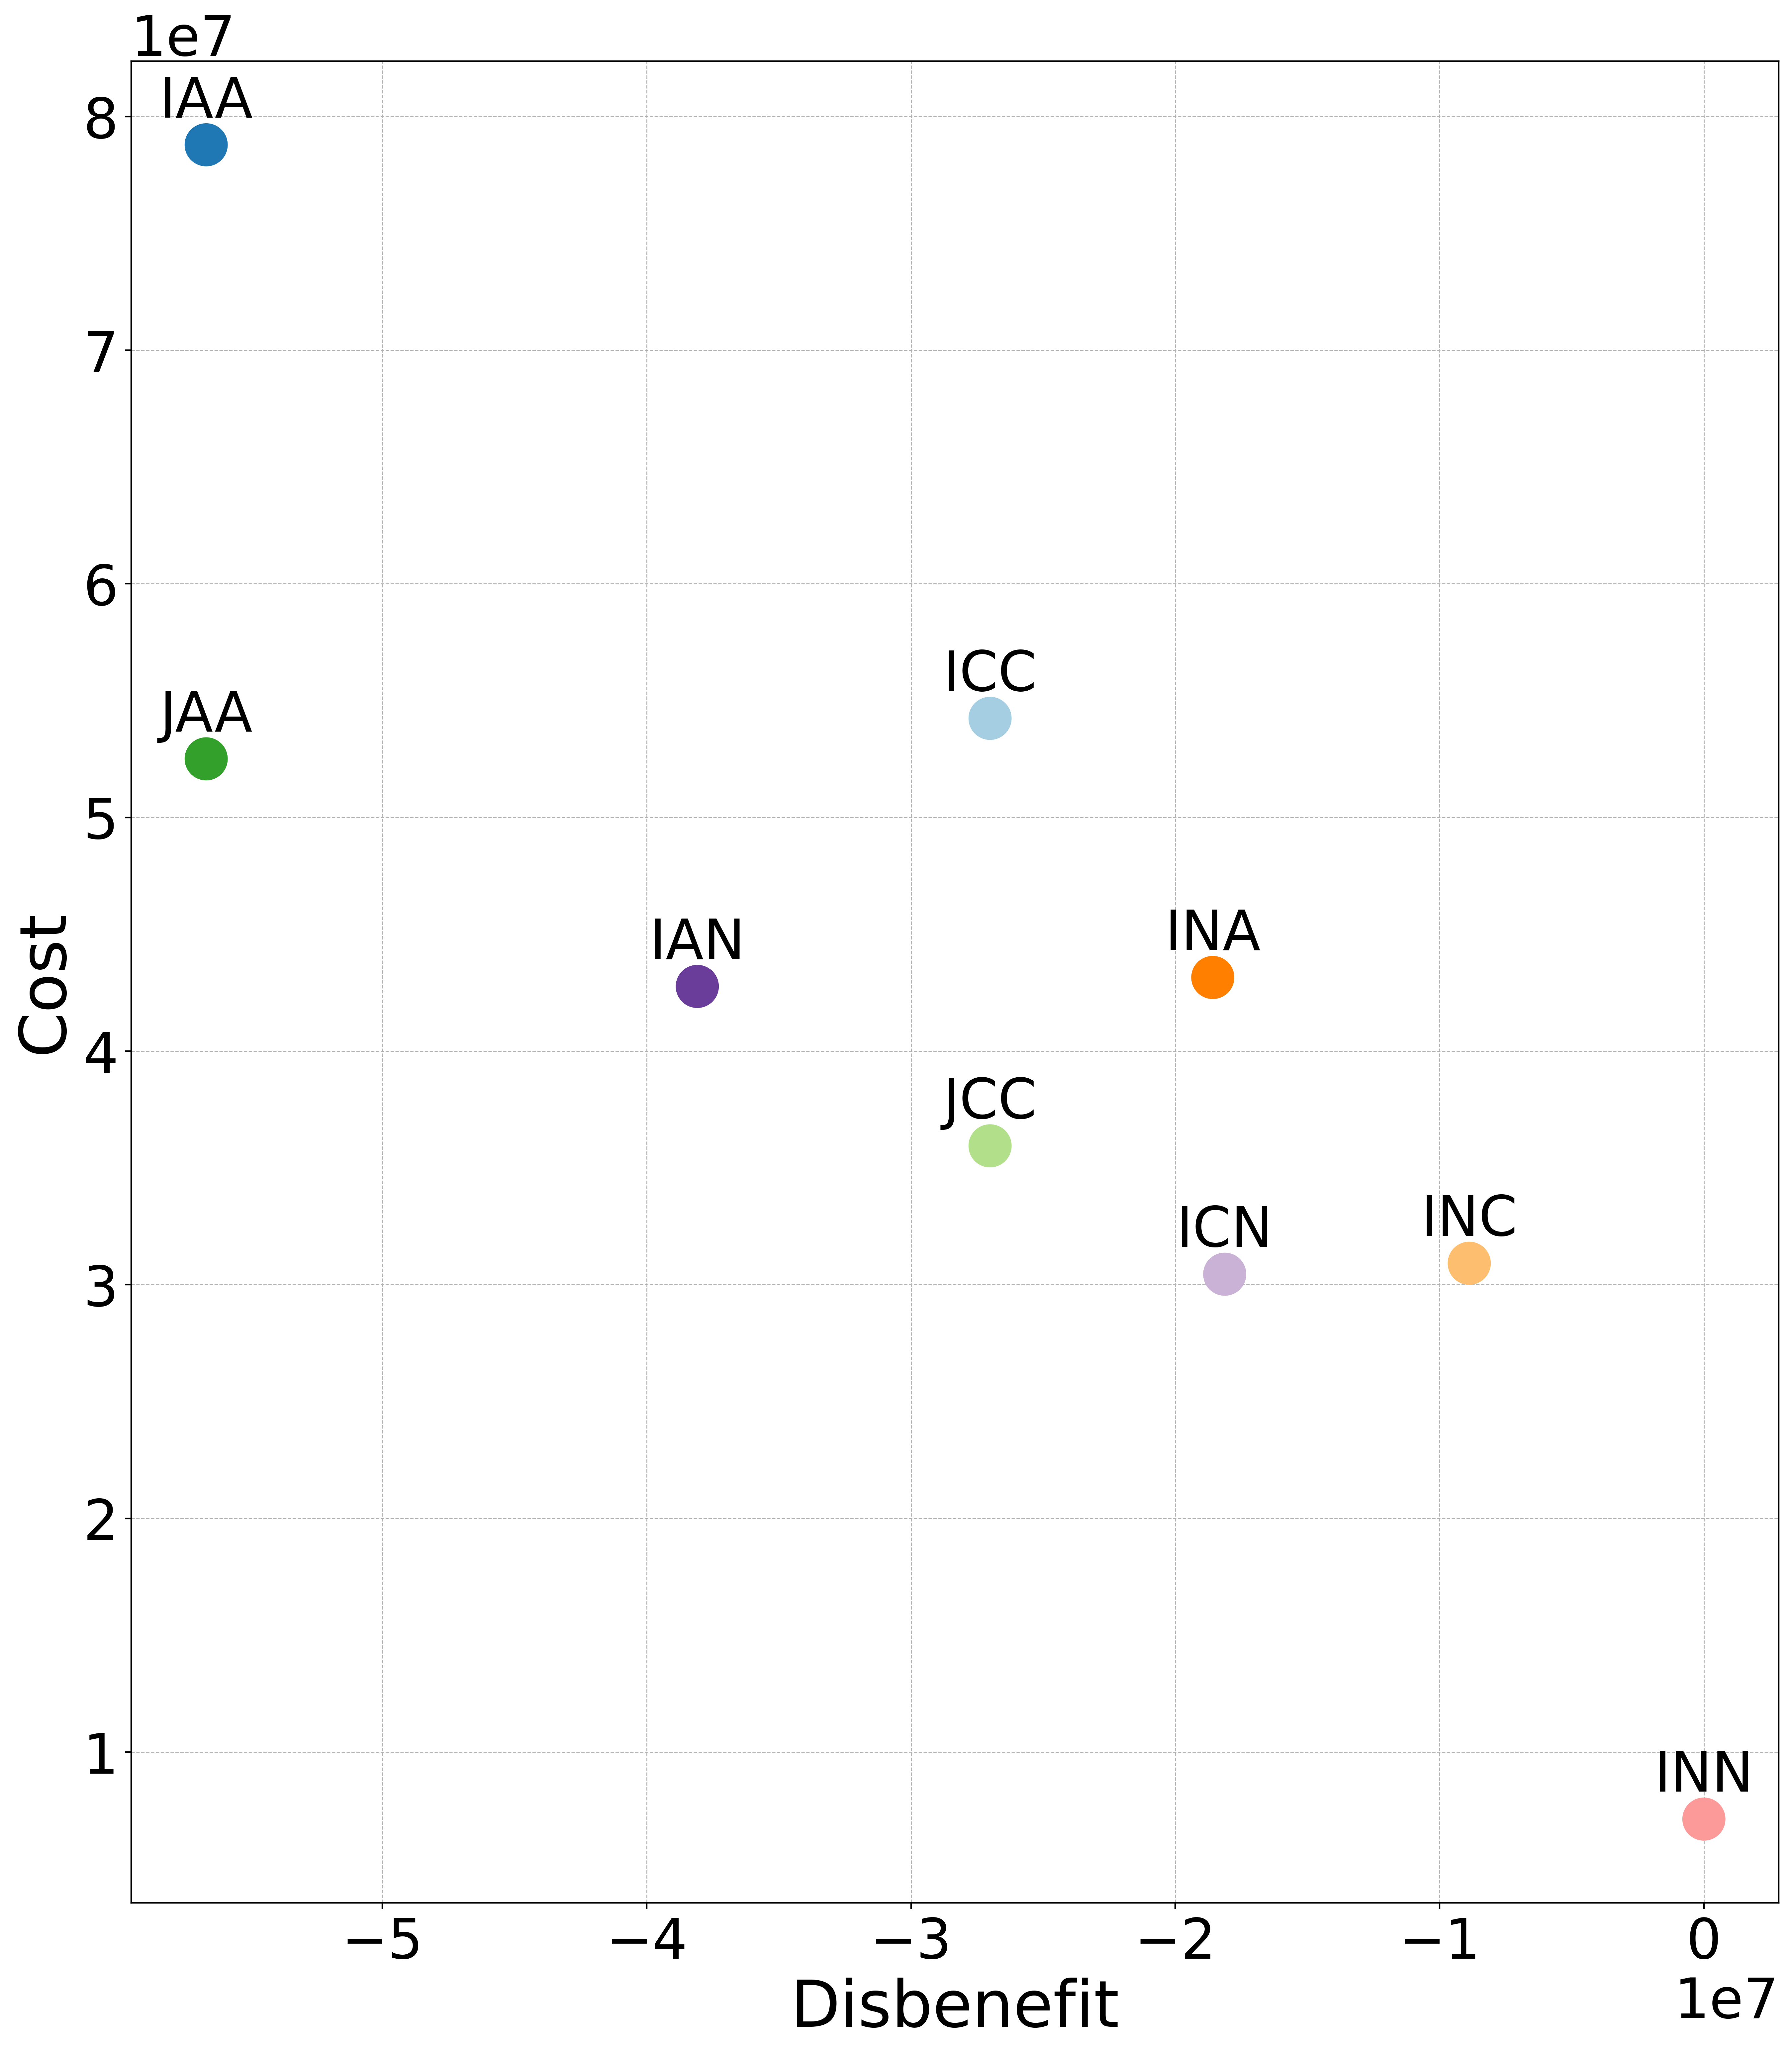 1e7
IAA
8
7
6
ICC
JAA
5
INA
IAN
Cost
4
JCC
INC
ICN
3
2
1
INN
−5 −4 −3 −2 −1 0
Disbenefit
1e7